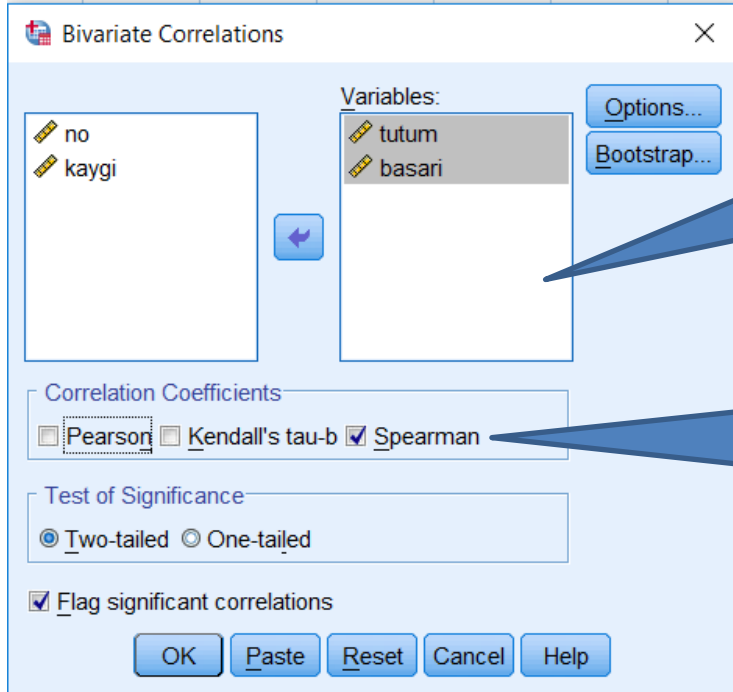 Bivariate Correlations
Variables:
no
kaygi
tutum
basari
Options...
Bootstrap...
Correlation Coefficients
Pearson Kendall's tau-b Spearman
Test of Significance
Two-tailed One-tailed
Flag significant correlations
OK Paste Reset Cancel Help